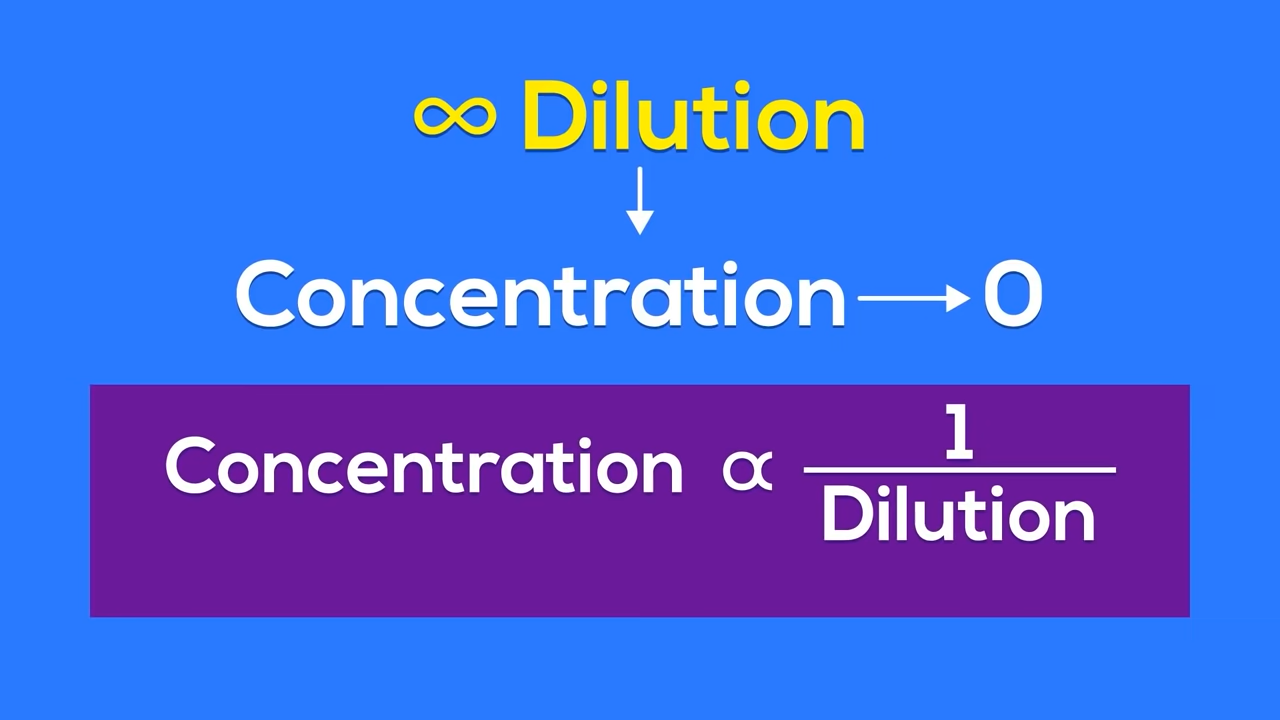 ∞ Dilution
↓
Concentration → 0
Concentration ∝ 1
Dilution